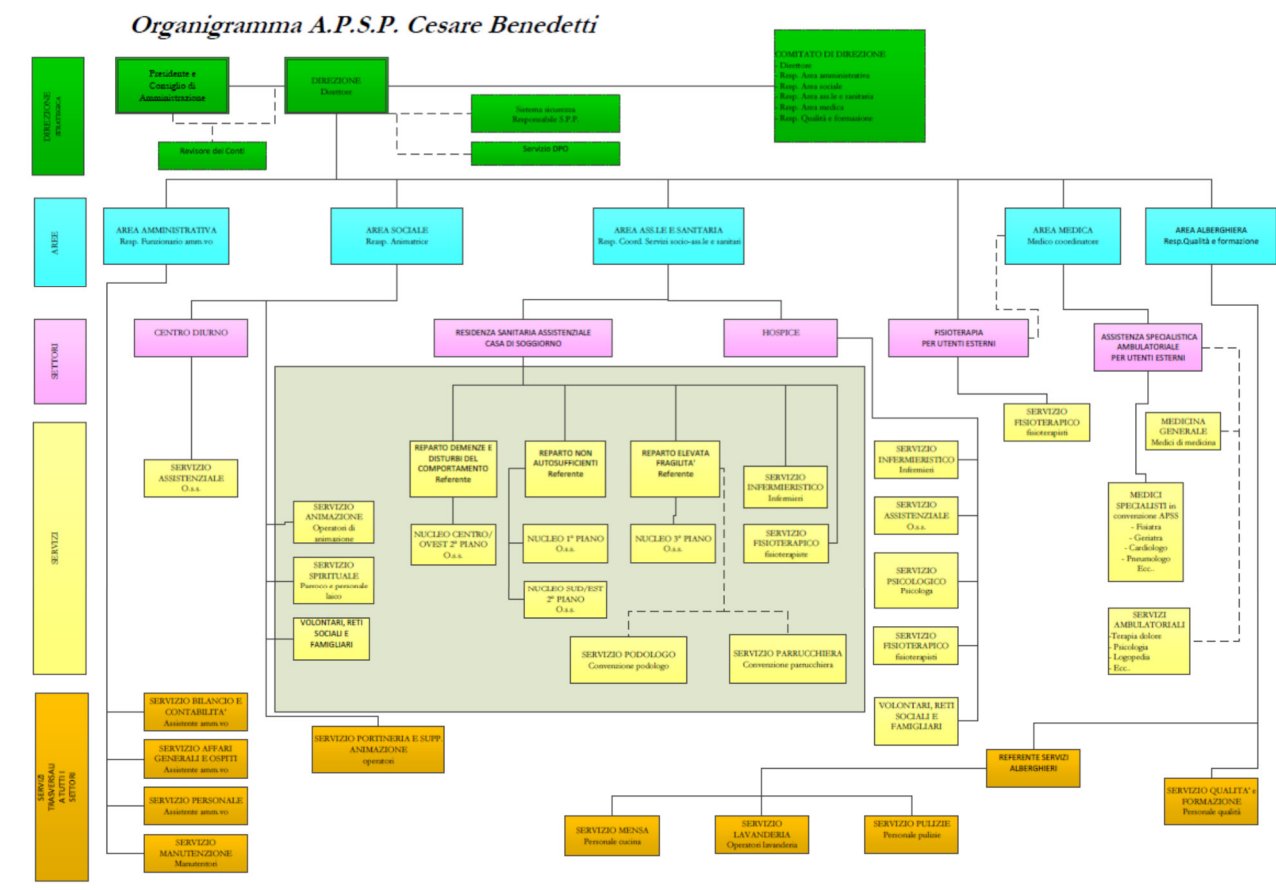 Organigramma A.P.S.P. Cesare Benedetti
DIREZIONE
STRATEGICA
Presidente e
Consiglio di
Amministrazione
DIREZIONE
Direttore
COMITATO DI DIREZIONE
- Direttore
- Resp. Area amministrativa
- Resp. Area sociale
- Resp. Area ass.le e sanitaria
- Resp. Area medica
- Resp. Qualità e formazione
Sistema sicurezza
Responsabile S.P.P.
Revisore dei Conti
Servizio DPO
AREE
AREA AMMINISTRATIVA
Resp. Funzionario amm.vo
AREA SOCIALE
Resp. Animatrice
AREA ASS.LE E SANITARIA
Resp. Coord. Servizi socio-ass.le e sanitari
AREA MEDICA
Medico coordinatore
AREA ALBERGHIERA
Resp.Qualità e formazione
SETTORI
CENTRO DIURNO
RESIDENZA SANITARIA ASSISTENZIALE
CASA DI SOGGIORNO
HOSPICE
FISIOTERAPIA
PER UTENTI ESTERNI
ASSISTENZA SPECIALISTICA
AMBULATORIALE
PER UTENTI ESTERNI
SERVIZI
SERVIZIO
ASSISTENZIALE
O.s.s.
SERVIZIO
ANIMAZIONE
Operatori di
animazione
SERVIZIO
SPIRITUALE
Parroco e personale
laico
VOLONTARI, RETI
SOCIALI E
FAMIGLIARI
REPARTO DEMENZE E
DISTURBI DEL
COMPORTAMENTO
Referente
NUCLEO CENTRO/
OVEST 2° PIANO
O.s.s.
REPARTO NON
AUTOSUFFICIENTI
Referente
NUCLEO 1° PIANO
O.s.s.
NUCLEO SUD/EST
2° PIANO
O.s.s.
REPARTO ELEVATA
FRAGILITA'
Referente
NUCLEO 3° PIANO
O.s.s.
SERVIZIO
INFERMIERISTICO
Infermieri
SERVIZIO
FISIOTERAPICO
fisioterapiste
SERVIZIO PODOLOGO
Convenzione podologo
SERVIZIO PARRUCCHIERA
Convenzione parrucchiera
SERVIZIO
INFERMIERISTICO
Infermieri
SERVIZIO
ASSISTENZIALE
O.s.s.
SERVIZIO
PSICOLOGICO
Psicologa
SERVIZIO
FISIOTERAPICO
fisioterapisti
VOLONTARI, RETI
SOCIALI E
FAMIGLIARI
SERVIZIO
FISIOTERAPICO
fisioterapisti
MEDICINA
GENERALE
Medici di medicina
MEDICI
SPECIALISTI in
convenzione APSS
- Fisiatra
- Geriatra
- Cardiologo
- Pneumologo
Ecc..
SERVIZI
AMBULATORIALI
-Terapia dolore
- Psicologia
- Logopedia
- Ecc..
SERVIZI
TRASVERSALI
A TUTTI I
SETTORI
SERVIZIO BILANCIO E
CONTABILITA'
Assistente amm.vo
SERVIZIO AFFARI
GENERALI E OSPITI
Assistente amm.vo
SERVIZIO PERSONALE
Assistente amm.vo
SERVIZIO
MANUTENZIONE
Manutentori
SERVIZIO PORTINERIA E SUPP.
ANIMAZIONE
operatori
REFERENTE SERVIZI
ALBERGHIERI
SERVIZIO MENSA
Personale cucina
SERVIZIO
LAVANDERIA
Operatori lavanderia
SERVIZIO PULIZIE
Personale pulizie
SERVIZIO QUALITA' e
FORMAZIONE
Personale qualità